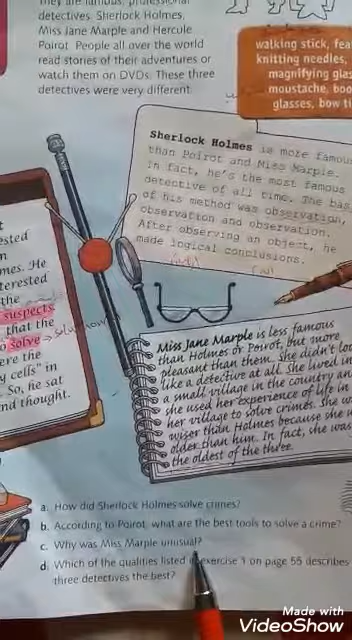 They are famous, professional
detectives. Sherlock Holmes,
Miss Jane Marple and Hercule
Poirot. People all over the world
read stories of their adventures or
watch them on DVDs. These three
detectives were very different.
walking stick, fea
knitting needles,
magnifying glas
moustache, boo
glasses, bow ti
Sherlock Holmes is more famou
than Poirot and Miss Marple.
In fact, he's the most famous
detective of all time. The bas
of his method was observation,
observation and observation.
After observing an object, he
made logical conclusions.
ested
mes. He
terested
the
suspects
that the
o solve
ere the
y cells" in
So, he sat
nd thought.
Miss Jane Marple is less famous
than Holmes or Poirot, but more
pleasant than them. She didn't loo
like a detective at all. She lived in
a small village in the country an
she used her experience of life in
her village to solve crimes. She w
wiser than Holmes because she w
older than him. In fact, she was
the oldest of the three.
a. How did Sherlock Holmes solve crimes?
b. According to Poirot, what are the best tools to solve a crime?
c. Why was Miss Marple unusual?
d. Which of the qualities listed in exercise 1 on page 55 describes
three detectives the best?
Made with
VideoShow